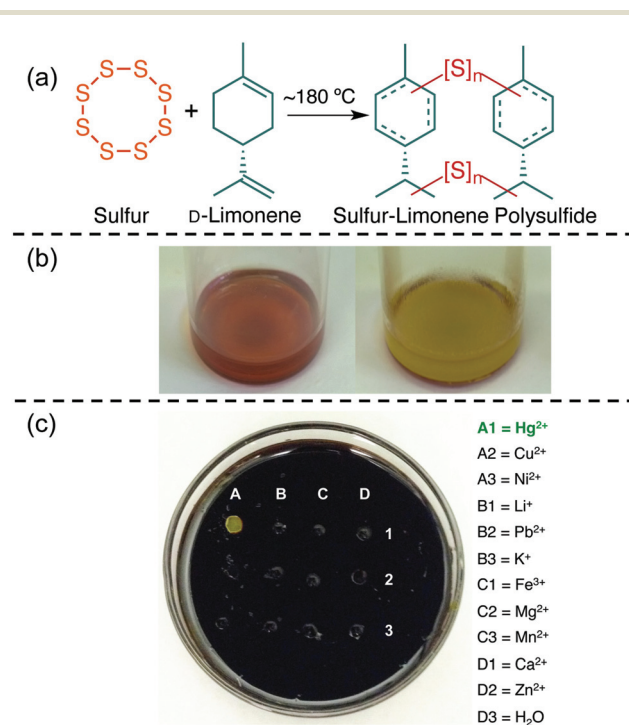 (a)
S S S S S S S S
+
~180 ºC
[S]n
[S]n
Sulfur D-Limonene Sulfur-Limonene Polysulfide
(b)
(c)
A B C D
1
2
3
A1 = Hg²⁺
A2 = Cu²⁺
A3 = Ni²⁺
B1 = Li⁺
B2 = Pb²⁺
B3 = K⁺
C1 = Fe³⁺
C2 = Mg²⁺
C3 = Mn²⁺
D1 = Ca²⁺
D2 = Zn²⁺
D3 = H₂O